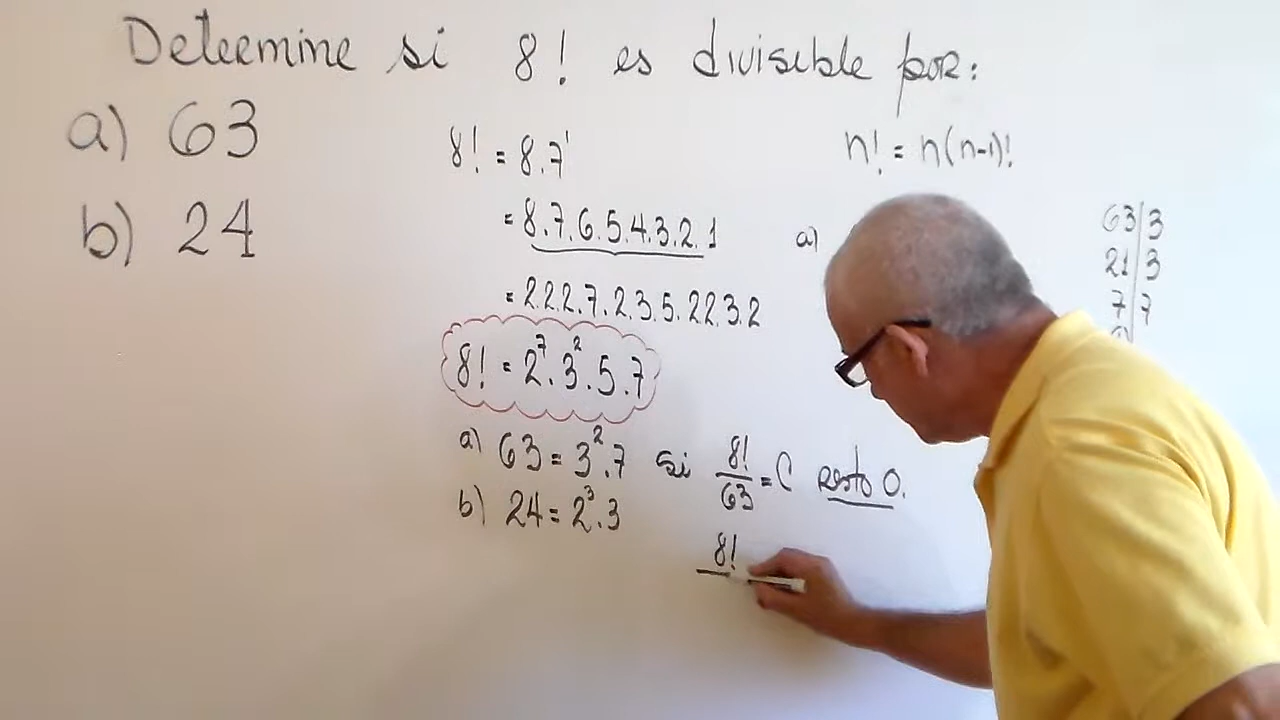 Determine si 8! es divisible por:
a) 63
b) 24
8! = 8.7!
= 8.7.6.5.4.3.2.1
= 2.2.2.7.2.3.5.2.2.3.2
8! = 2⁷.3².5.7
a) 63 = 3².7 si 8!/63 = C resto 0.
b) 24 = 2³.3
8!
n! = n(n-1)!
a)
63|3
21|3
7|7